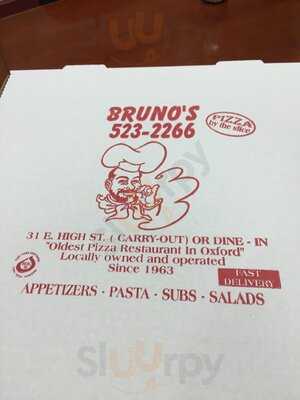 BRUNO'S
523-2266
PIZZA
by the slice
31 E. HIGH ST. ( CARRY-OUT) OR DINE - IN
"Oldest Pizza Restaurant In Oxford"
Locally owned and operated
Since 1963
FAST
DELIVERY
APPETIZERS · PASTA · SUBS · SALADS
Sluurpy